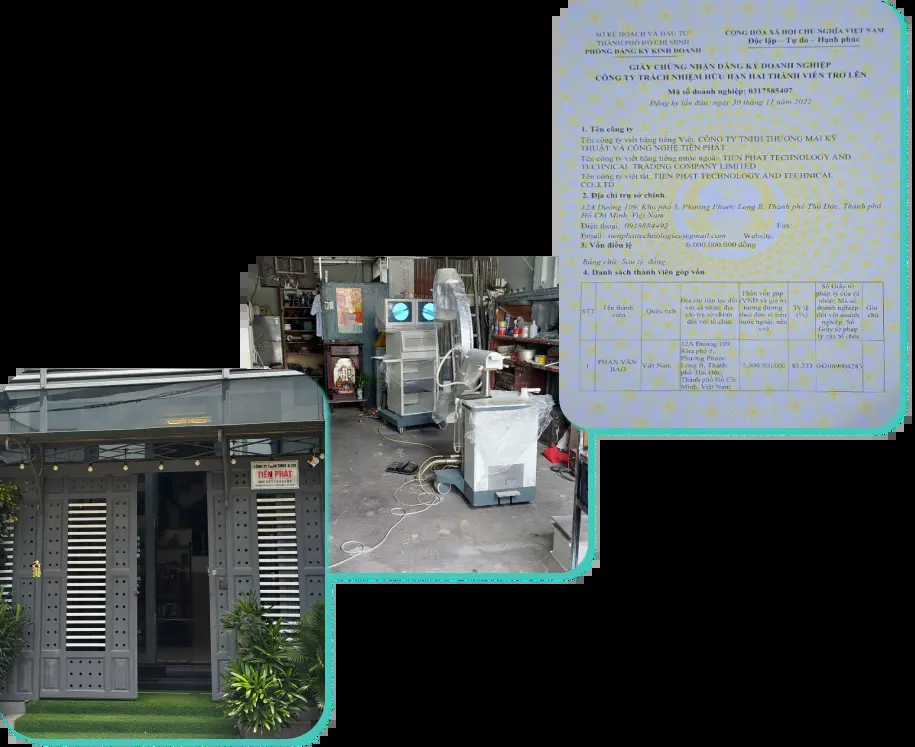 SỞ KẾ HOẠCH VÀ ĐẦU TƯ
THÀNH PHỐ HỒ CHÍ MINH
PHÒNG ĐĂNG KÝ KINH DOANH
CỘNG HÒA XÃ HỘI CHỦ NGHĨA VIỆT NAM
Độc lập – Tự do – Hạnh phúc
GIẤY CHỨNG NHẬN ĐĂNG KÝ DOANH NGHIỆP
CÔNG TY TRÁCH NHIỆM HỮU HẠN HAI THÀNH VIÊN TRỞ LÊN
Mã số doanh nghiệp: 0317585407
Đăng ký lần đầu: ngày 30 tháng 11 năm 2022
1. Tên công ty
Tên công ty viết bằng tiếng Việt: CÔNG TY TNHH THƯƠNG MẠI KỸ
THUẬT VÀ CÔNG NGHỆ TIẾN PHÁT
Tên công ty viết bằng tiếng nước ngoài: TIEN PHAT TECHNOLOGY AND
TECHNICAL TRADING COMPANY LIMITED
Tên công ty viết tắt: TIEN PHAT TECHNOLOGY AND TECHNICAL
CO.,LTD
2. Địa chỉ trụ sở chính
12A Đường 109, Khu phố 5, Phường Phước Long B, Thành phố Thủ Đức, Thành phố
Hồ Chí Minh, Việt Nam
Điện thoại: 0918884492 Fax:
Email: Website:
3. Vốn điều lệ 6.000.000.000 đồng
Bằng chữ: Sáu tỷ đồng
4. Danh sách thành viên góp vốn
STT
Tên thành
viên
Quốc tịch
Địa chỉ liên lạc đối
với cá nhân; địa
chỉ trụ sở chính
đối với tổ chức
Phần vốn góp
(VNĐ và giá trị
tương đương
theo đơn vị tiền
nước ngoài, nếu
có)
Tỷ lệ
(%)
Số Giấy tờ
pháp lý của cá
nhân; Mã số
doanh nghiệp
đối với doanh
nghiệp; Số
Giấy tờ pháp
lý của tổ chức
Ghi
chú
1
PHAN VĂN
BẢO
Việt Nam
12A Đường 109,
Khu phố 5,
Phường Phước
Long B, Thành
phố Thủ Đức,
Thành phố Hồ Chí
Minh, Việt Nam
5.000.000.000
83,333
TIẾN PHÁT